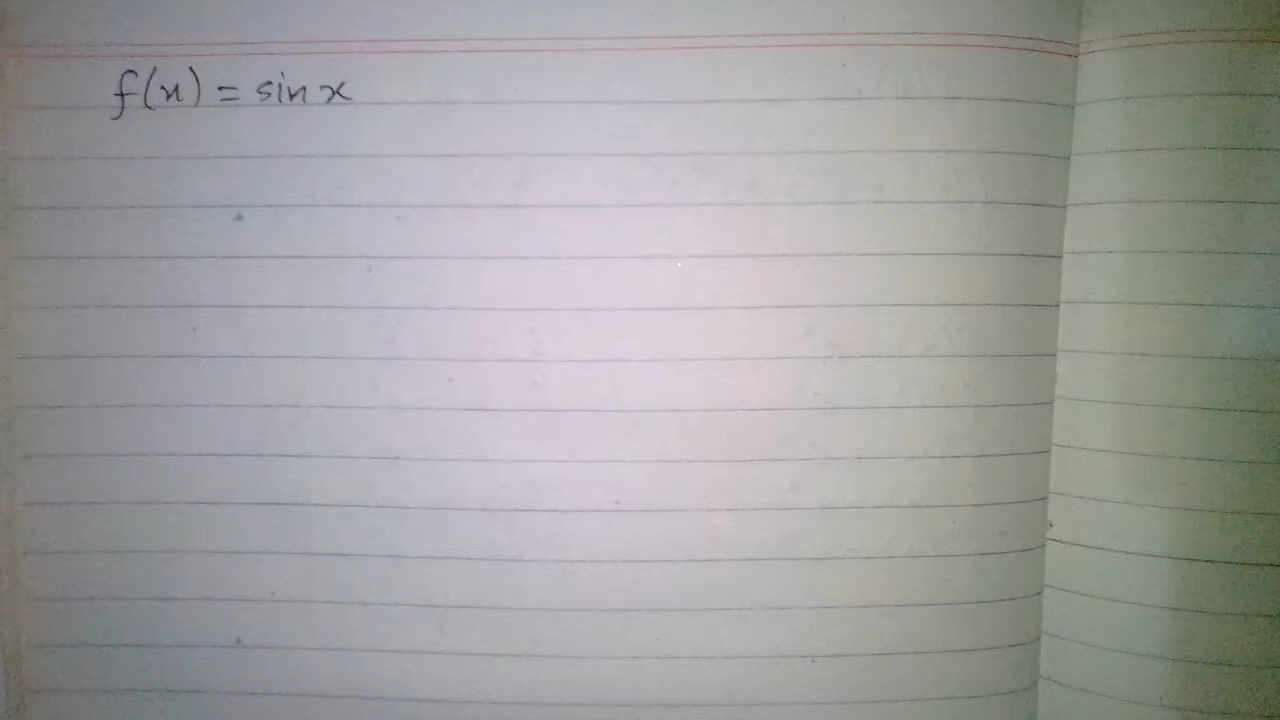 f(x) = sin x